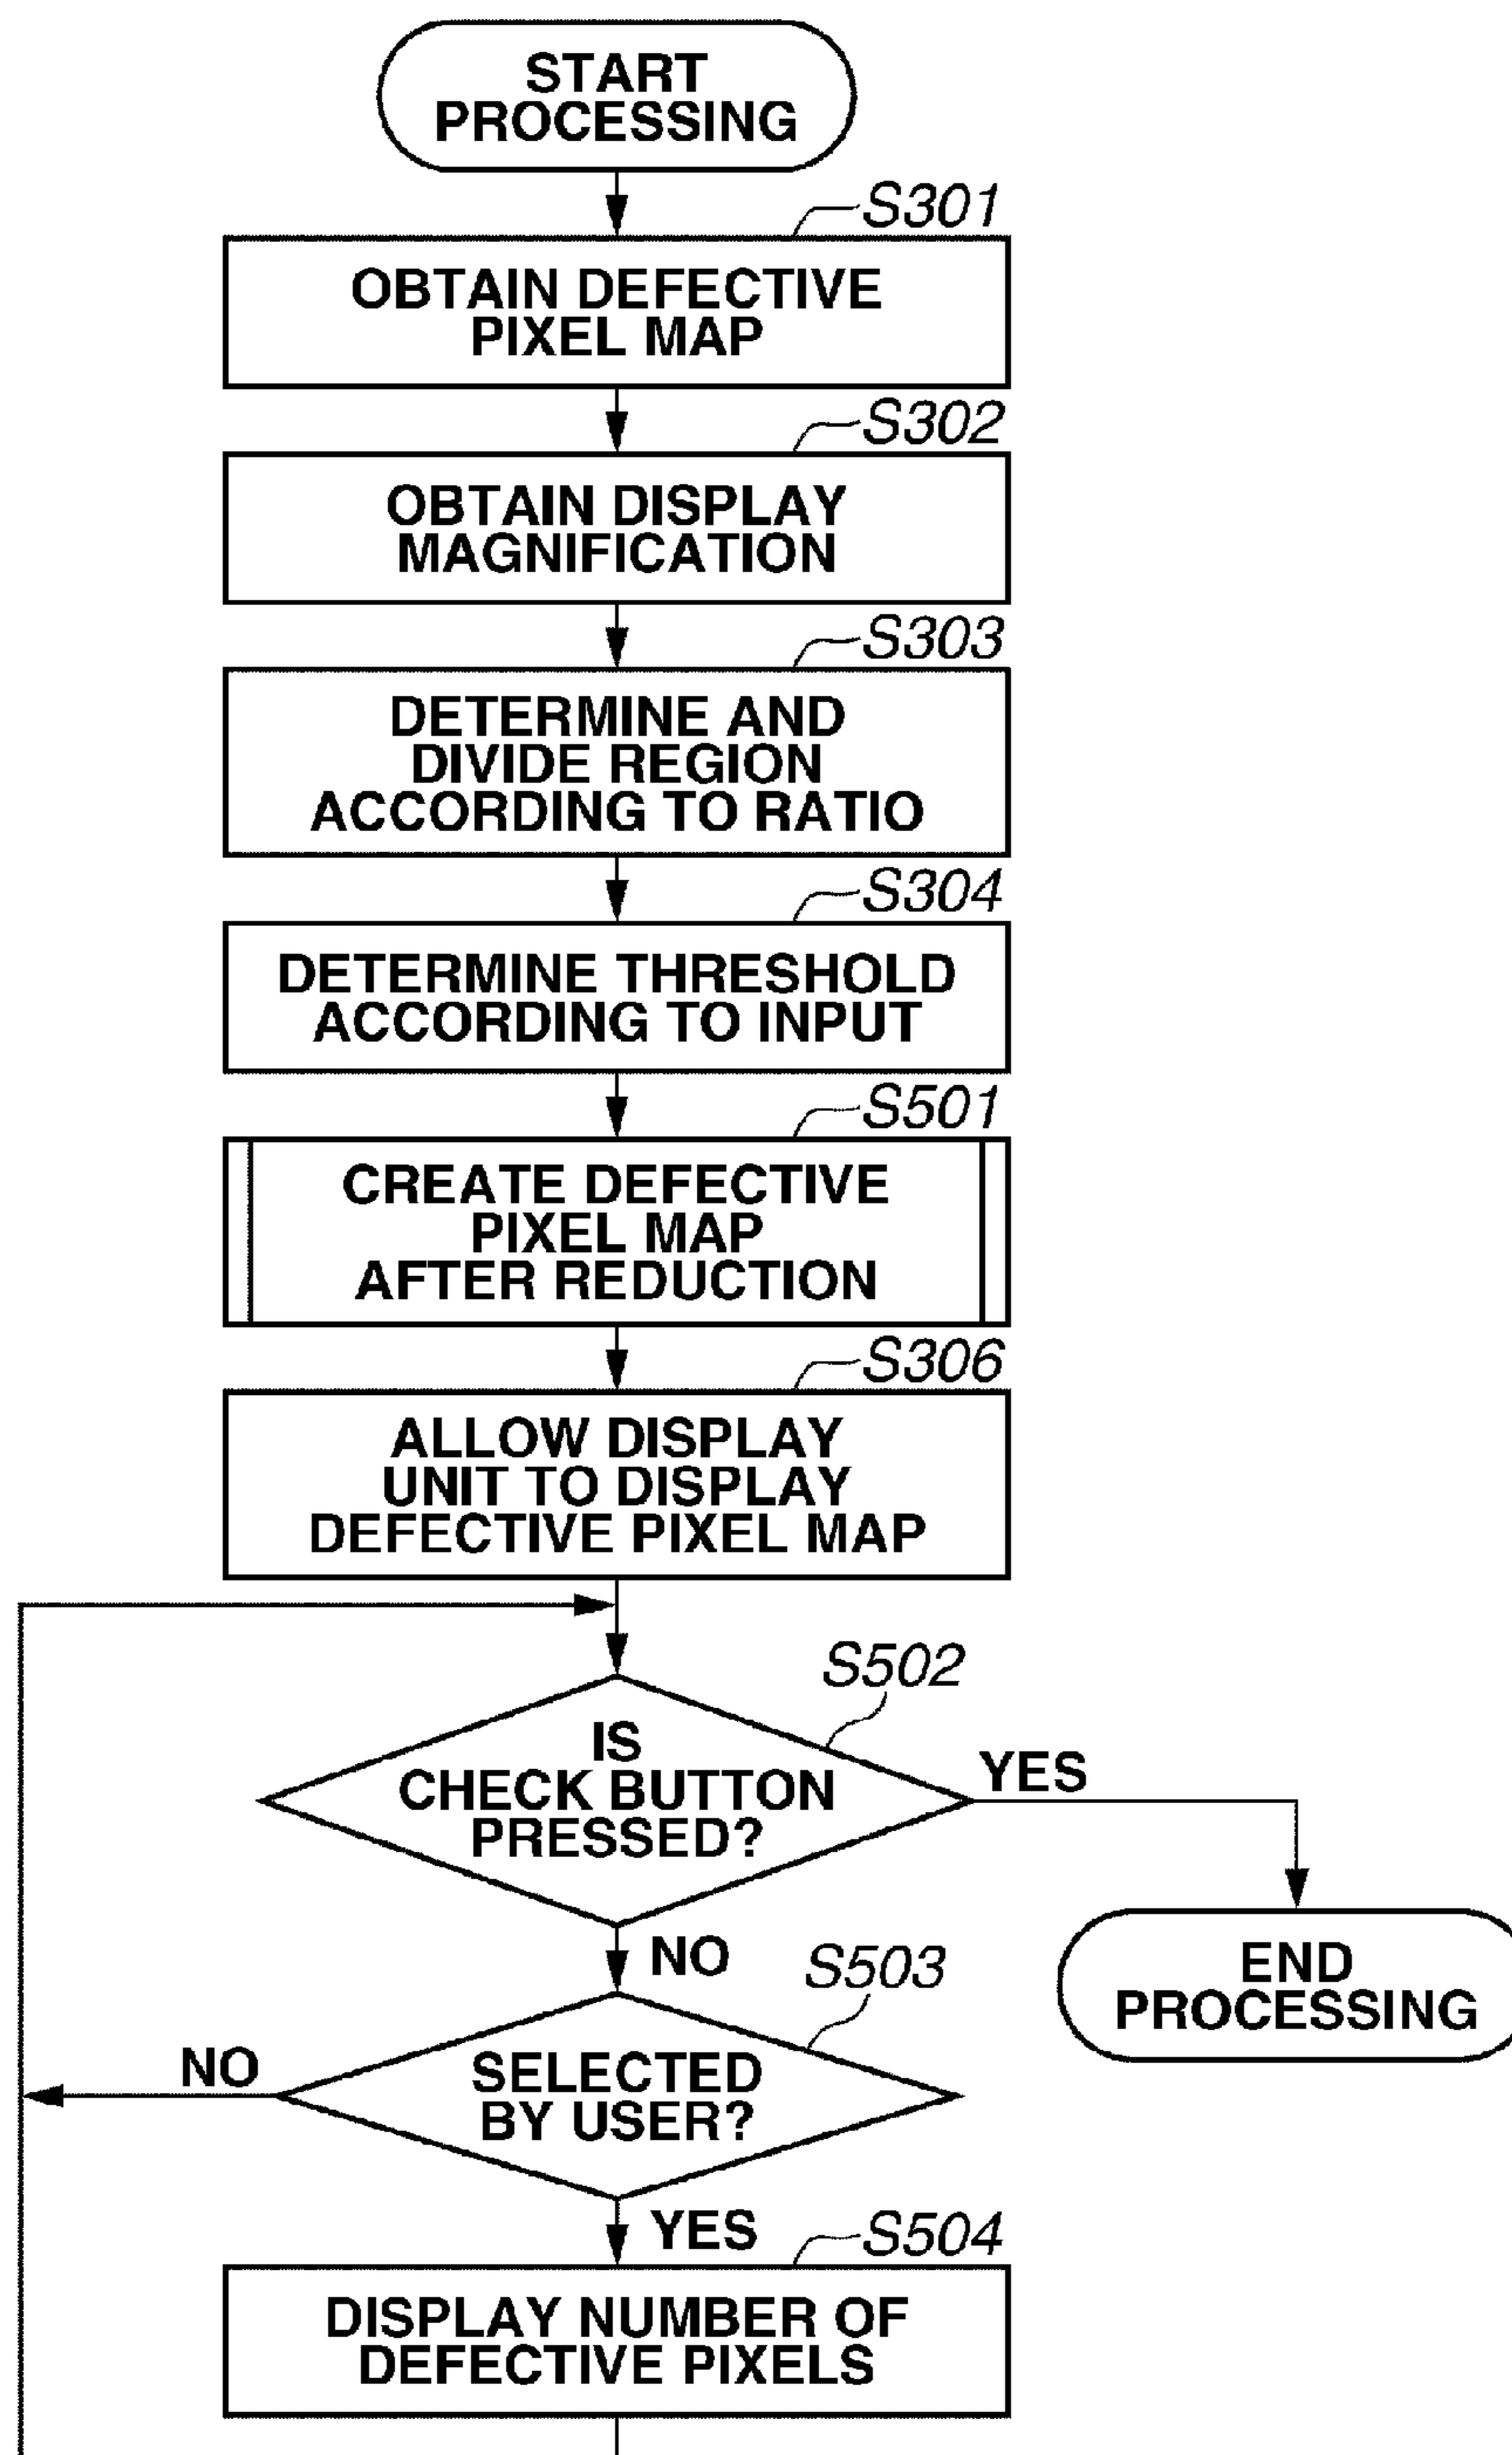 START
PROCESSING
S301
OBTAIN DEFECTIVE
PIXEL MAP
S302
OBTAIN DISPLAY
MAGNIFICATION
S303
DETERMINE AND
DIVIDE REGION
ACCORDING TO RATIO
S304
DETERMINE THRESHOLD
ACCORDING TO INPUT
S501
CREATE DEFECTIVE
PIXEL MAP
AFTER REDUCTION
S306
ALLOW DISPLAY
UNIT TO DISPLAY
DEFECTIVE PIXEL MAP
S502
IS
CHECK BUTTON
PRESSED?
YES
END
PROCESSING
NO
S503
SELECTED
BY USER?
NO
YES
S504
DISPLAY NUMBER OF
DEFECTIVE PIXELS